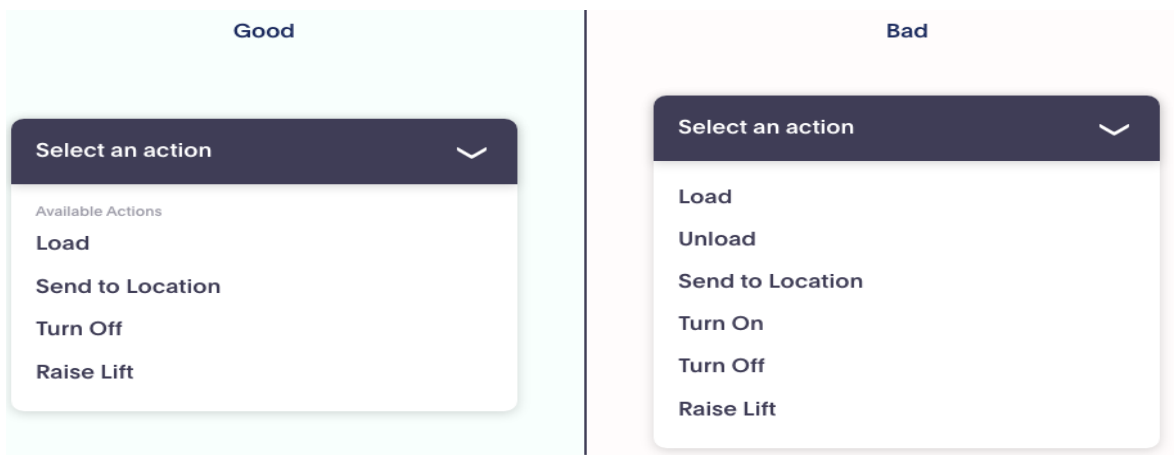 Good
Select an action
Available Actions
Load
Send to Location
Turn Off
Raise Lift
Bad
Select an action
Load
Unload
Send to Location
Turn On
Turn Off
Raise Lift